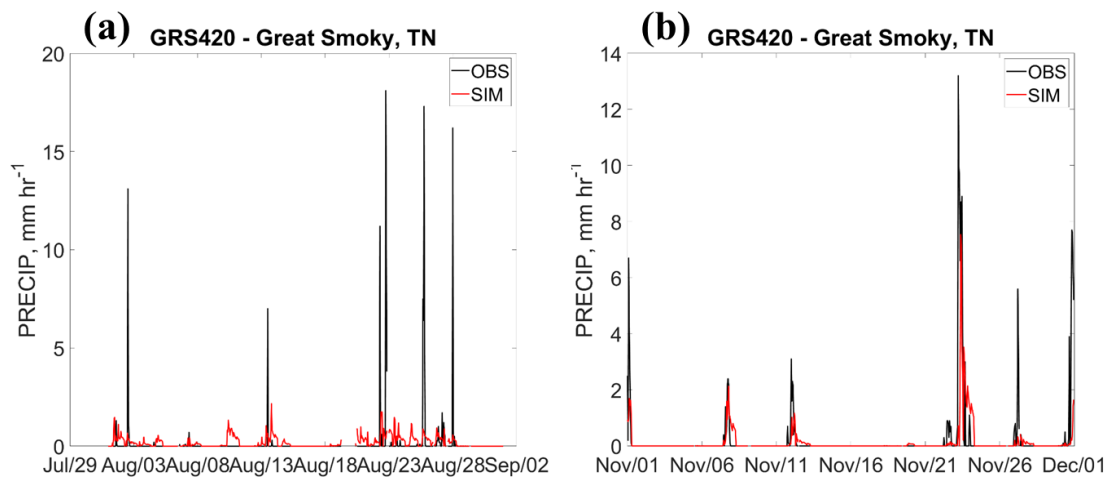 (a)
GRS420 - Great Smoky, TN
20
15
10
5
0
PRECIP, mm hr-1
OBS
SIM
Jul/29 Aug/03 Aug/08 Aug/13 Aug/18 Aug/23 Aug/28 Sep/02
(b)
GRS420 - Great Smoky, TN
14
12
10
8
6
4
2
0
PRECIP, mm hr-1
OBS
SIM
Nov/01 Nov/06 Nov/11 Nov/16 Nov/21 Nov/26 Dec/01